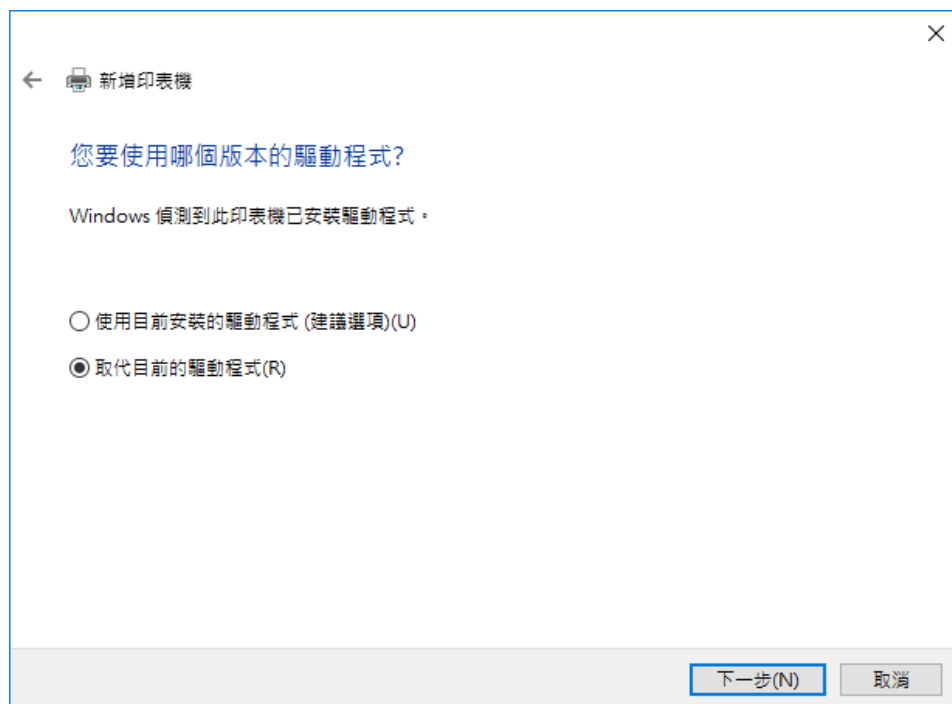 新增印表機
您要使用哪個版本的驅動程式?
Windows 偵測到此印表機已安裝驅動程式。
使用目前安裝的驅動程式 (建議選項)(U)
取代目前的驅動程式(R)
下一步(N)
取消